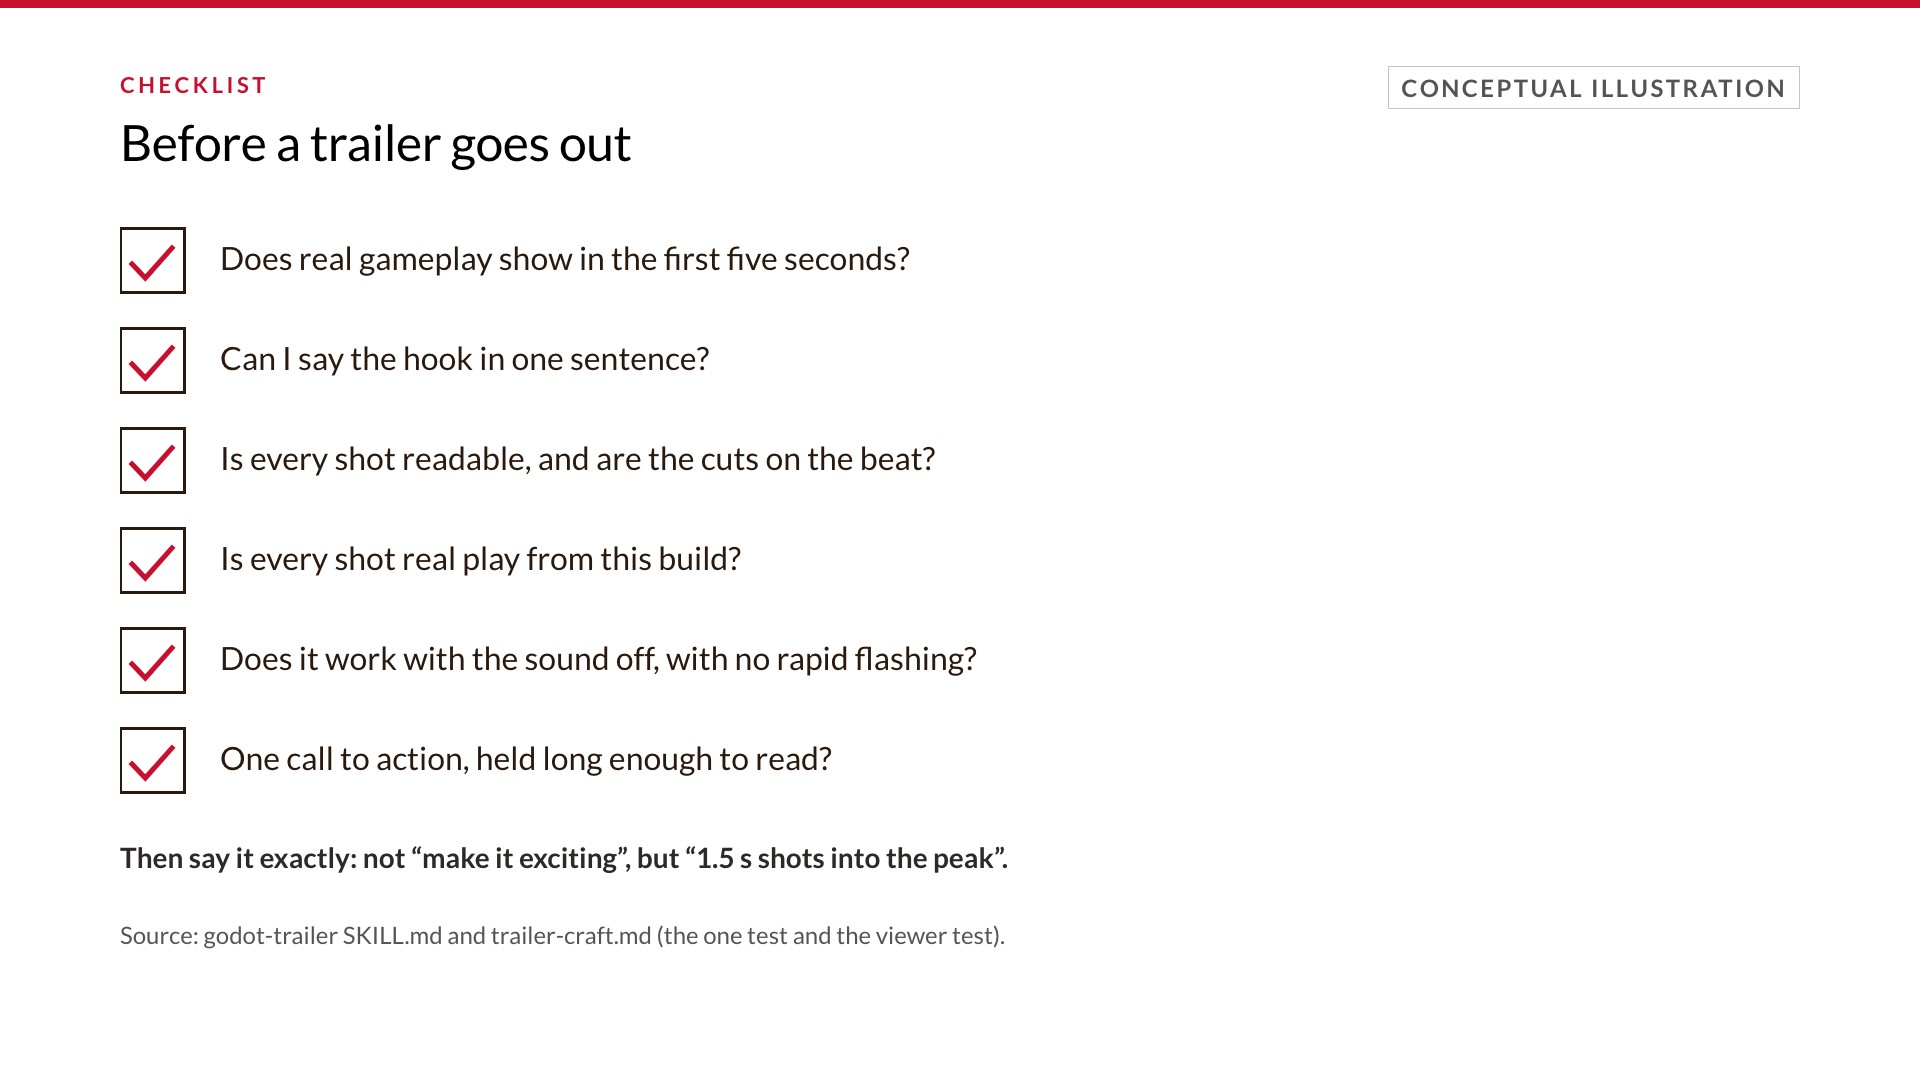 CHECKLIST
CONCEPTUAL ILLUSTRATION
Before a trailer goes out
Does real gameplay show in the first five seconds?
Can I say the hook in one sentence?
Is every shot readable, and are the cuts on the beat?
Is every shot real play from this build?
Does it work with the sound off, with no rapid flashing?
One call to action, held long enough to read?
Then say it exactly: not “make it exciting”, but “1.5 s shots into the peak”.
Source: godot-trailer SKILL.md and trailer-craft.md (the one test and the viewer test).